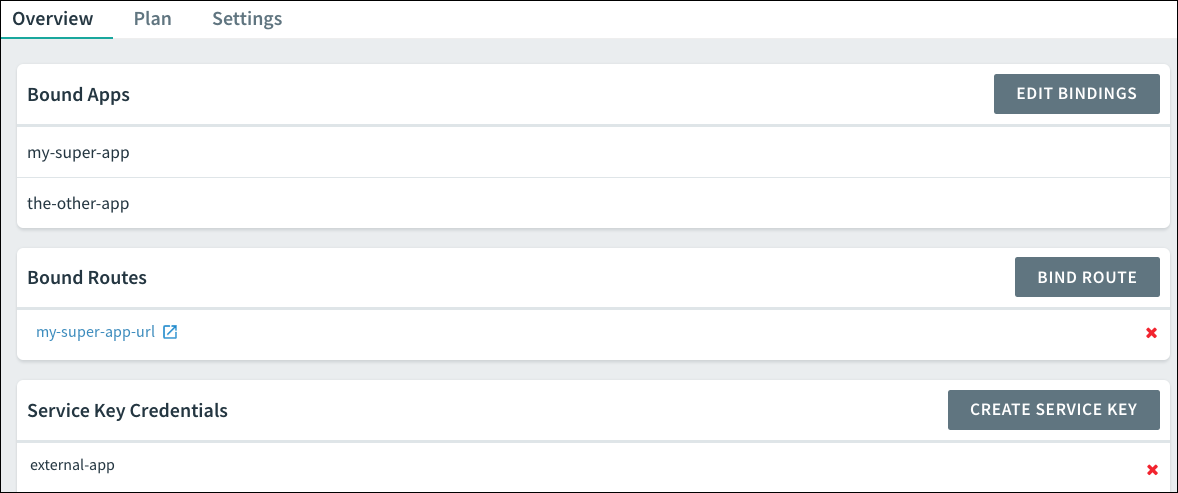 Overview Plan Settings
Bound Apps EDIT BINDINGS
my-super-app
the-other-app
Bound Routes BIND ROUTE
my-super-app-url
Service Key Credentials CREATE SERVICE KEY
external-app